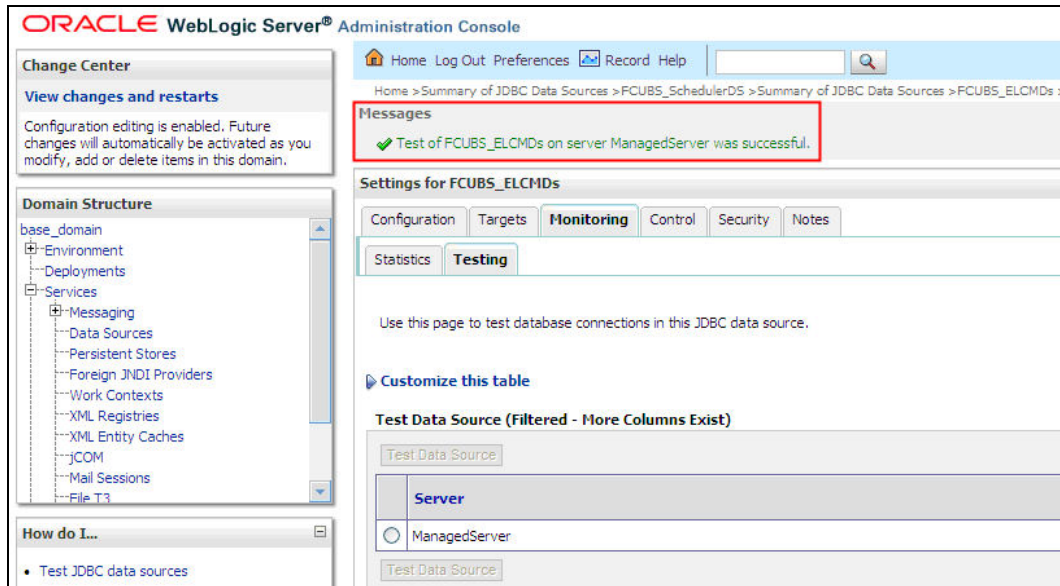 ORACLE WebLogic Server® Administration Console
Change Center
View changes and restarts
Configuration editing is enabled. Future
changes will automatically be activated as you
modify, add or delete items in this domain.
Domain Structure
base_domain
Environment
Deployments
Services
Messaging
Data Sources
Persistent Stores
Foreign JNDI Providers
Work Contexts
XML Registries
XML Entity Caches
jCOM
Mail Sessions
File T3
How do I...
Test JDBC data sources
Home Log Out Preferences Record Help
Home >Summary of JDBC Data Sources >FCUBS_SchedulerDS >Summary of JDBC Data Sources >FCUBS_ELCMDs >
Messages
Test of FCUBS_ELCMDs on server ManagedServer was successful.
Settings for FCUBS_ELCMDs
Configuration Targets Monitoring Control Security Notes
Statistics Testing
Use this page to test database connections in this JDBC data source.
Customize this table
Test Data Source (Filtered - More Columns Exist)
Test Data Source
Server
ManagedServer
Test Data Source